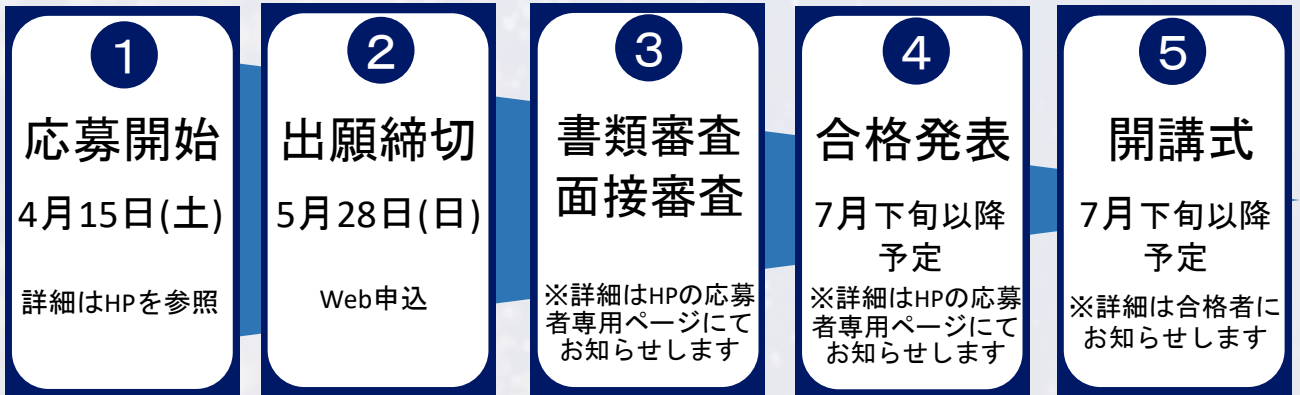 1
応募開始
4月15日(土)
詳細はHPを参照
2
出願締切
5月28日(日)
Web申込
3
書類審査
面接審査
※詳細はHPの応募
者専用ページにて
お知らせします
4
合格発表
7月下旬以降
予定
※詳細はHPの応募
者専用ページにて
お知らせします
5
開講式
7月下旬以降
予定
※詳細は合格者に
お知らせします